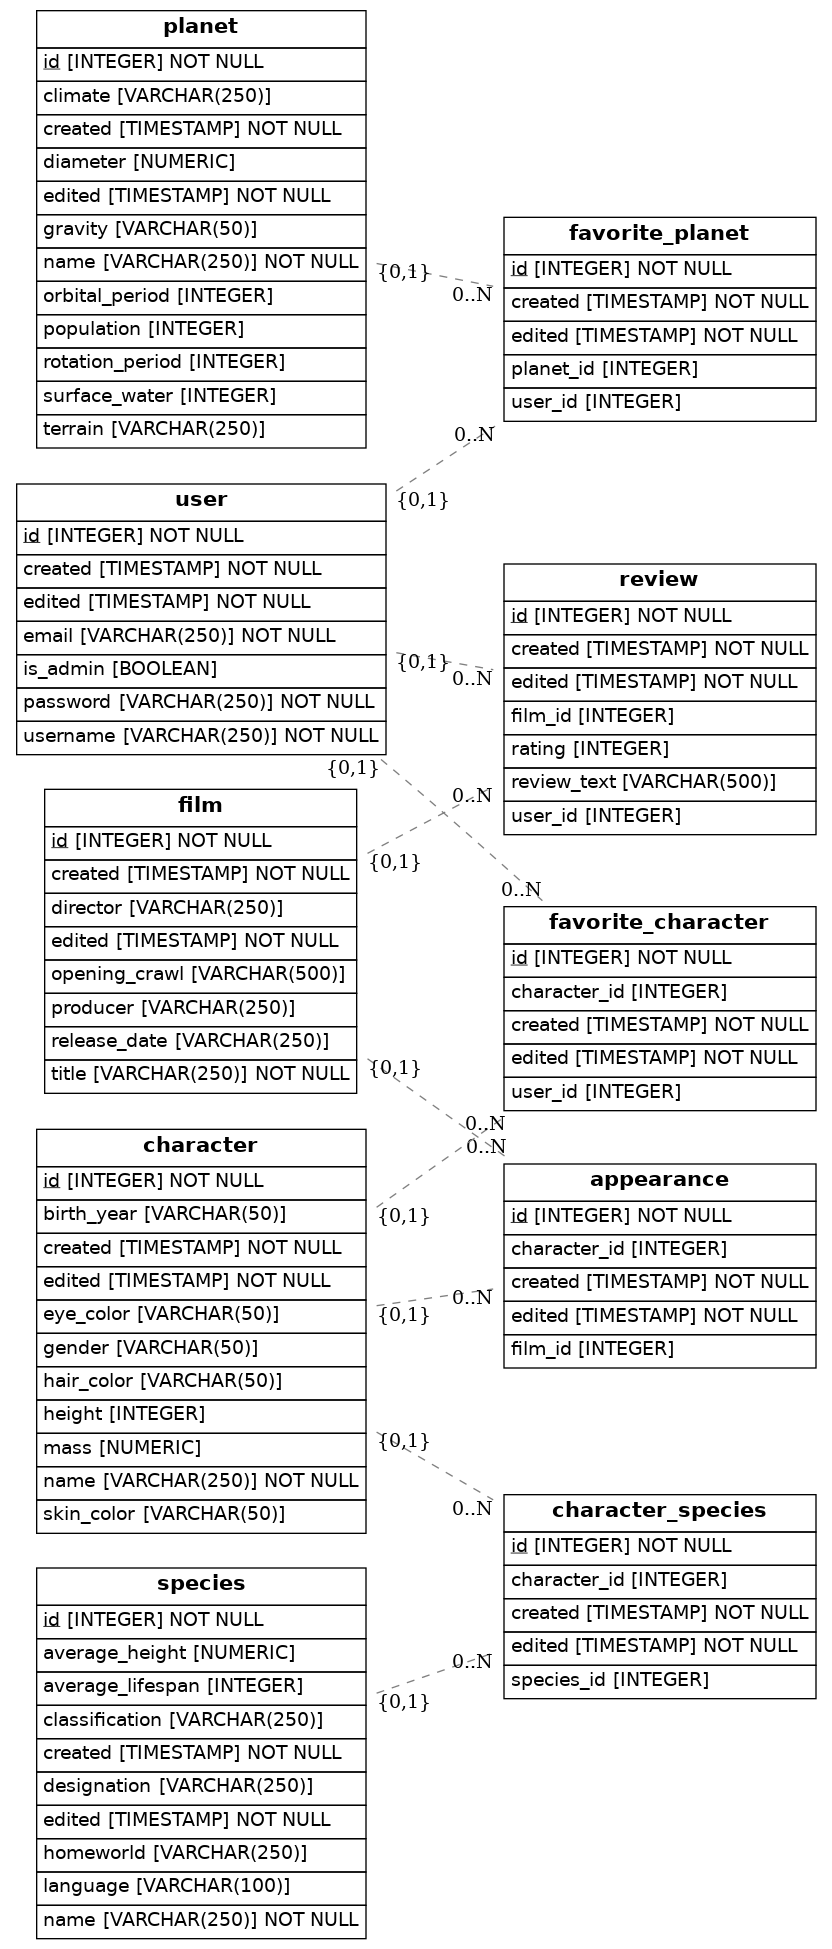 planet
id [INTEGER] NOT NULL
climate [VARCHAR(250)]
created [TIMESTAMP] NOT NULL
diameter [NUMERIC]
edited [TIMESTAMP] NOT NULL
gravity [VARCHAR(50)]
name [VARCHAR(250)] NOT NULL
orbital_period [INTEGER]
population [INTEGER]
rotation_period [INTEGER]
surface_water [INTEGER]
terrain [VARCHAR(250)]
{0,1}
0..N
favorite_planet
id [INTEGER] NOT NULL
created [TIMESTAMP] NOT NULL
edited [TIMESTAMP] NOT NULL
planet_id [INTEGER]
user_id [INTEGER]
0..N
{0,1}
user
id [INTEGER] NOT NULL
created [TIMESTAMP] NOT NULL
edited [TIMESTAMP] NOT NULL
email [VARCHAR(250)] NOT NULL
is_admin [BOOLEAN]
password [VARCHAR(250)] NOT NULL
username [VARCHAR(250)] NOT NULL
{0,1}
0..N
review
id [INTEGER] NOT NULL
created [TIMESTAMP] NOT NULL
edited [TIMESTAMP] NOT NULL
film_id [INTEGER]
rating [INTEGER]
review_text [VARCHAR(500)]
user_id [INTEGER]
{0,1}
0..N
film
id [INTEGER] NOT NULL
created [TIMESTAMP] NOT NULL
director [VARCHAR(250)]
edited [TIMESTAMP] NOT NULL
opening_crawl [VARCHAR(500)]
producer [VARCHAR(250)]
release_date [VARCHAR(250)]
title [VARCHAR(250)] NOT NULL
{0,1}
0..N
favorite_character
id [INTEGER] NOT NULL
character_id [INTEGER]
created [TIMESTAMP] NOT NULL
edited [TIMESTAMP] NOT NULL
user_id [INTEGER]
{0,1}
0..N
0..N
character
id [INTEGER] NOT NULL
birth_year [VARCHAR(50)]
created [TIMESTAMP] NOT NULL
edited [TIMESTAMP] NOT NULL
eye_color [VARCHAR(50)]
gender [VARCHAR(50)]
hair_color [VARCHAR(50)]
height [INTEGER]
mass [NUMERIC]
name [VARCHAR(250)] NOT NULL
skin_color [VARCHAR(50)]
{0,1}
appearance
id [INTEGER] NOT NULL
character_id [INTEGER]
created [TIMESTAMP] NOT NULL
edited [TIMESTAMP] NOT NULL
film_id [INTEGER]
0..N
{0,1}
{0,1}
0..N
character_species
id [INTEGER] NOT NULL
character_id [INTEGER]
created [TIMESTAMP] NOT NULL
edited [TIMESTAMP] NOT NULL
species_id [INTEGER]
species
id [INTEGER] NOT NULL
average_height [NUMERIC]
average_lifespan [INTEGER]
classification [VARCHAR(250)]
created [TIMESTAMP] NOT NULL
designation [VARCHAR(250)]
edited [TIMESTAMP] NOT NULL
homeworld [VARCHAR(250)]
language [VARCHAR(100)]
name [VARCHAR(250)] NOT NULL
0..N
{0,1}